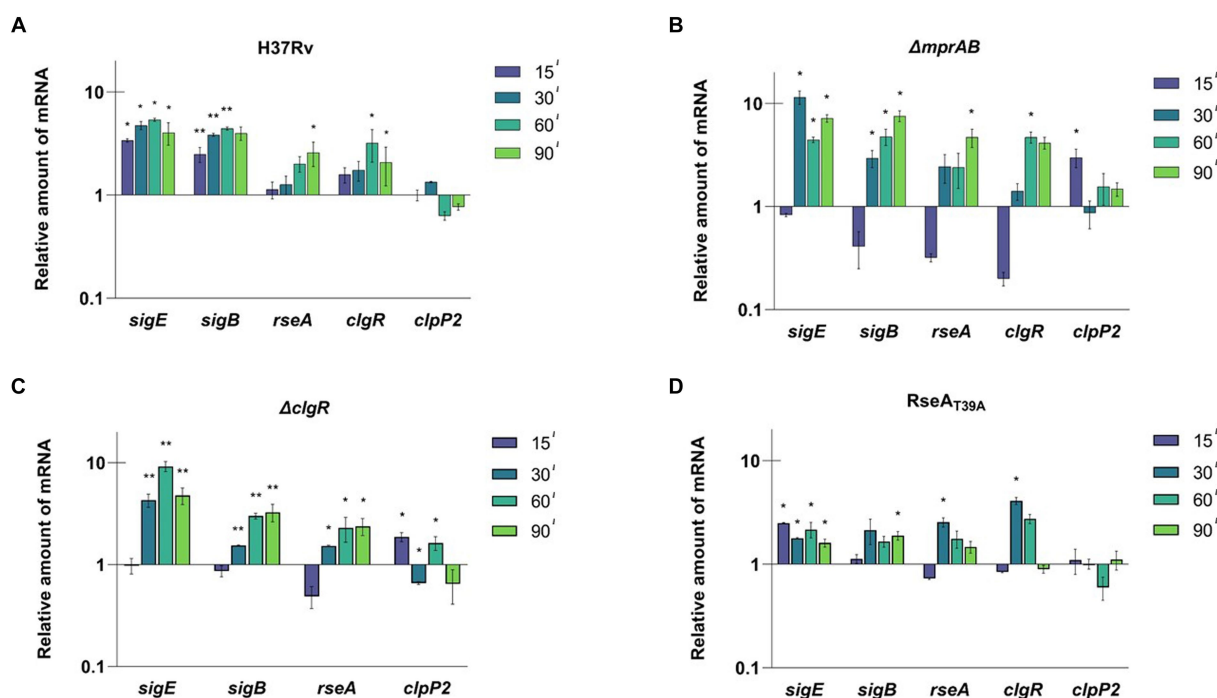 A
H37Rv
Relative amount of mRNA
10
1
0.1
* * * *
** ** **
*
* *
sigE sigB rseA clgR clpP2
15'
30'
60'
90'
B
ΔmprAB
Relative amount of mRNA
10
1
0.1
* * *
* * *
*
*
*
sigE sigB rseA clgR clpP2
15'
30'
60'
90'
C
ΔclgR
Relative amount of mRNA
10
1
0.1
** ** **
** ** **
* * *
* * *
sigE sigB rseA clpP2
15'
30'
60'
90'
D
RseAT39A
Relative amount of mRNA
10
1
0.1
* * * *
*
*
*
sigE sigB rseA clgR clpP2
15'
30'
60'
90'